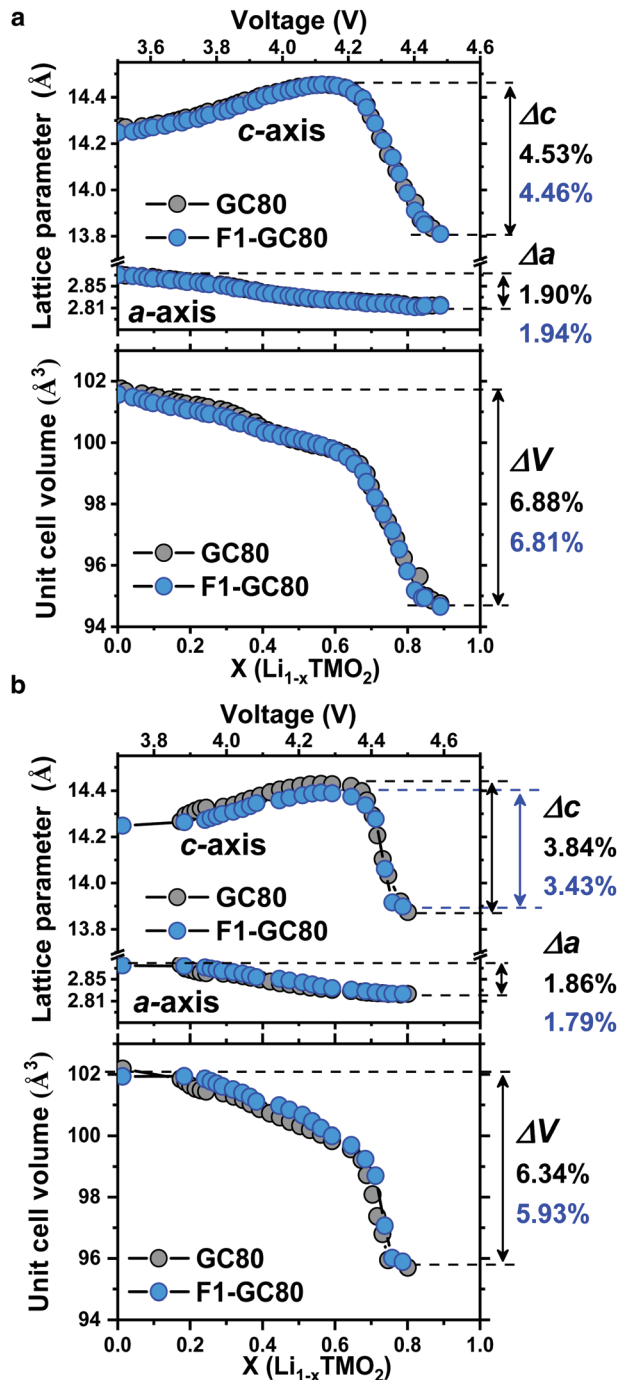 a
Voltage (V)
3.6 3.8 4.0 4.2 4.4 4.6
Lattice parameter (Å)
14.4
14.2
14.0
13.8
2.85
2.81
c-axis
GC80
F1-GC80
a-axis
Δc
4.53%
4.46%
Δa
1.90%
1.94%
Unit cell volume (Å3)
102
100
98
96
94
GC80
F1-GC80
ΔV
6.88%
6.81%
0.0 0.2 0.4 0.6 0.8 1.0
X (Li1-xTMO2)
b
Voltage (V)
3.8 4.0 4.2 4.4 4.6
Lattice parameter (Å)
14.4
14.2
13.9
13.8
2.85
2.81
c-axis
GC80
F1-GC80
a-axis
Δc
3.84%
3.43%
Δa
1.86%
1.79%
Unit cell volume (Å3)
102
100
98
96
94
GC80
F1-GC80
ΔV
6.34%
5.93%
0.0 0.2 0.4 0.6 0.8 1.0
X (Li1-xTMO2)